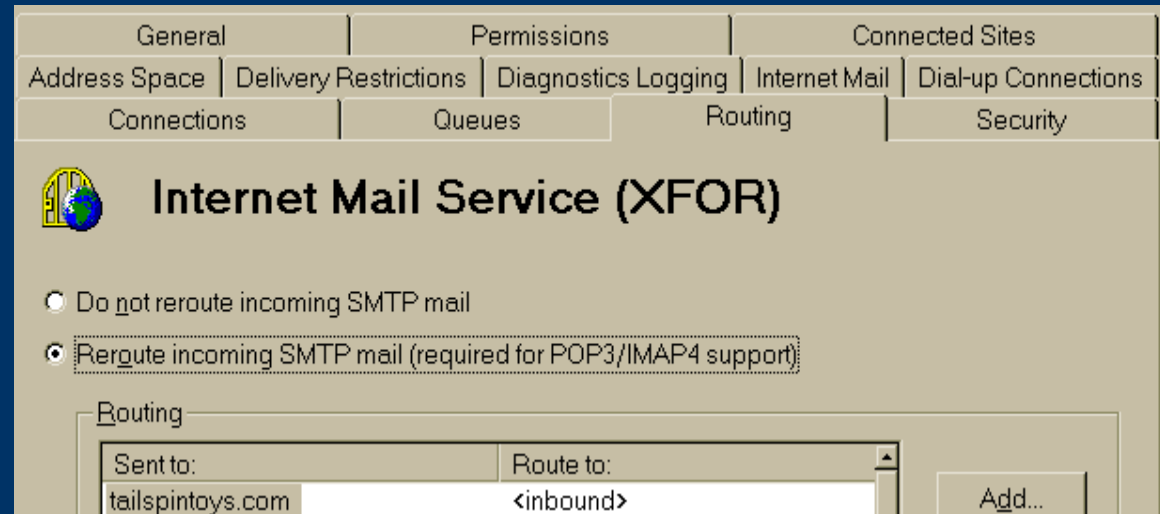 General Permissions Connected Sites
Address Space Delivery Restrictions Diagnostics Logging Internet Mail Dial-up Connections
Connections Queues Routing Security
Internet Mail Service (XFOR)
Do not reroute incoming SMTP mail
Reroute incoming SMTP mail (required for POP3/IMAP4 support)
Routing
Sent to: Route to:
tailspintoys.com <inbound> Add...